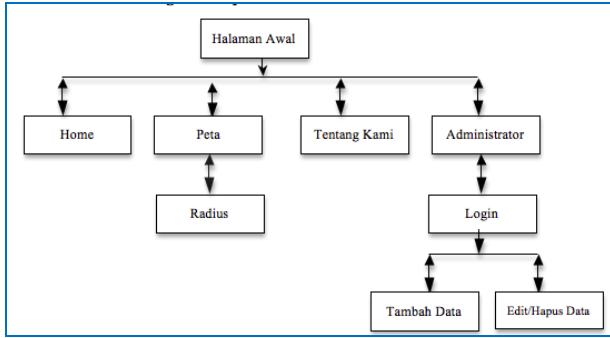 Halaman Awal
Home
Peta
Tentang Kami
Administrator
Radius
Login
Tambah Data
Edit/Hapus Data